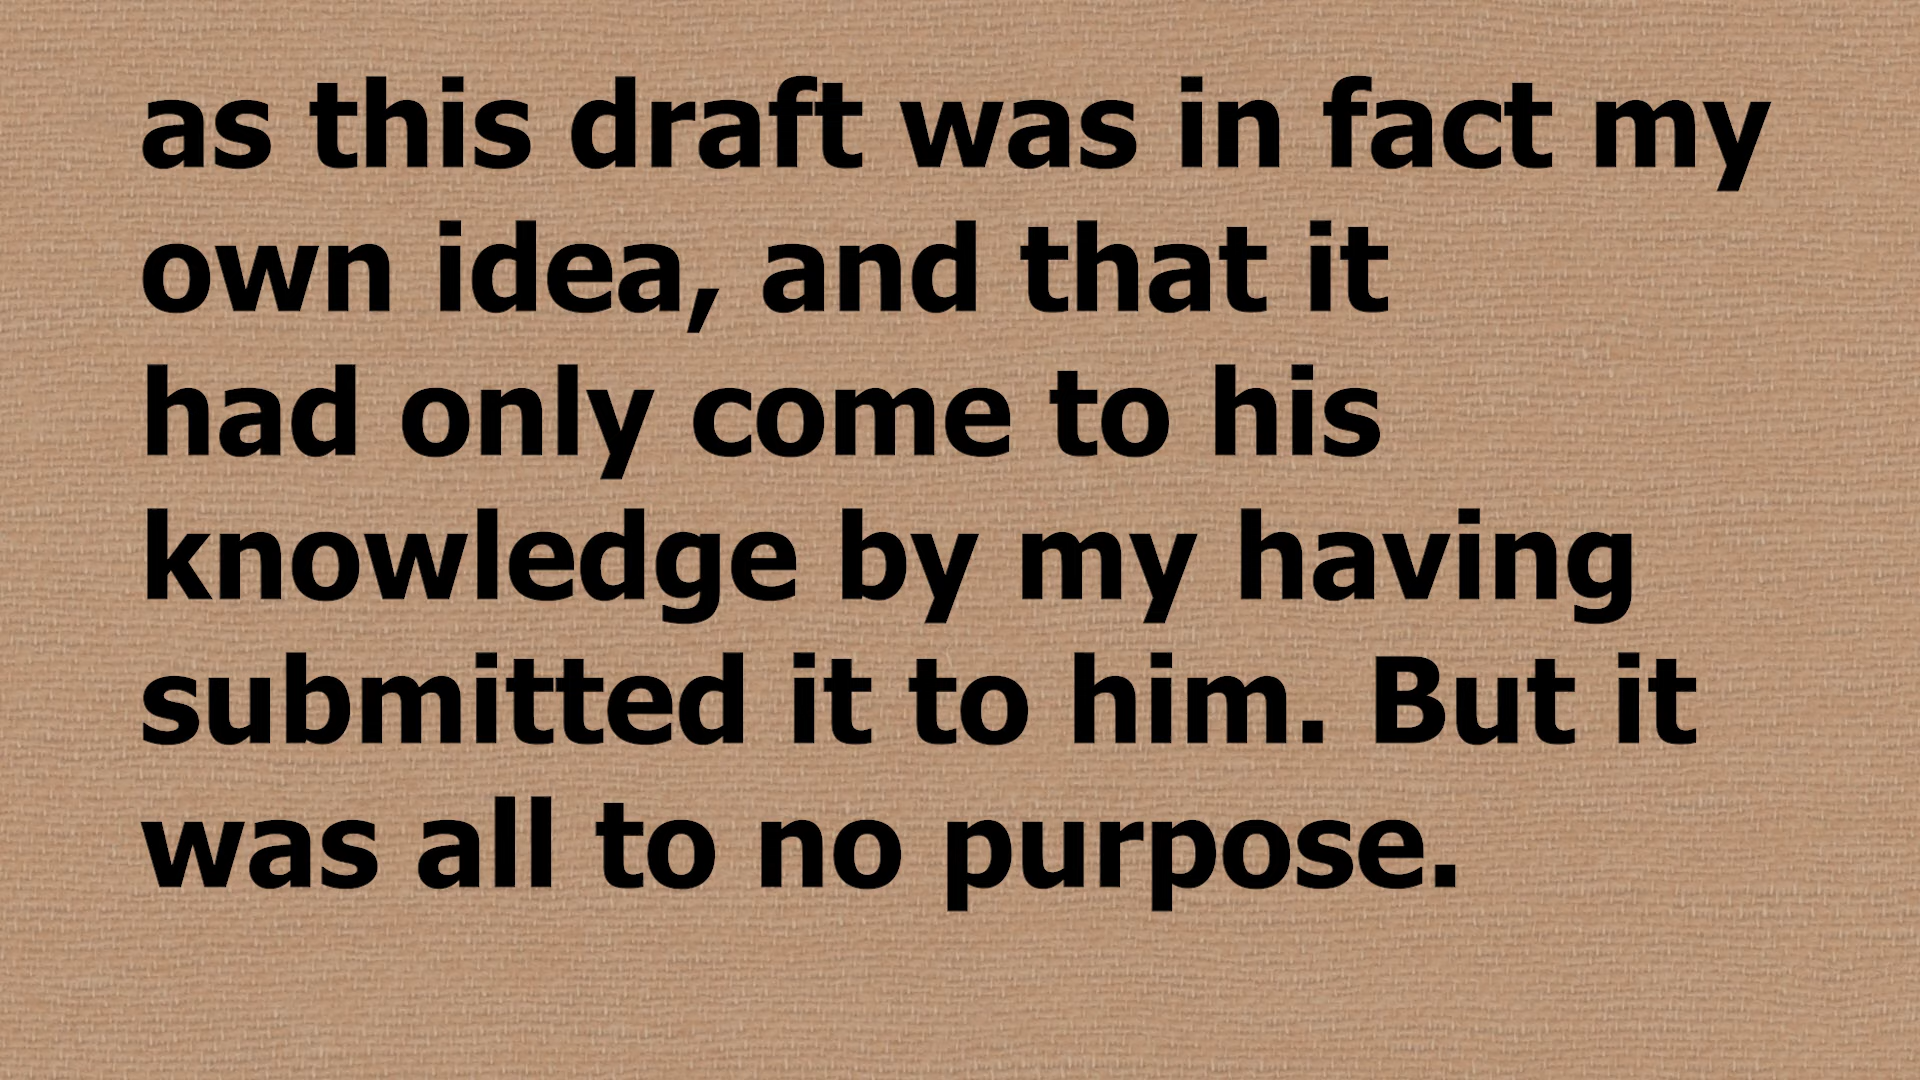 as this draft was in fact my
own idea, and that it
had only come to his
knowledge by my having
submitted it to him. But it
was all to no purpose.